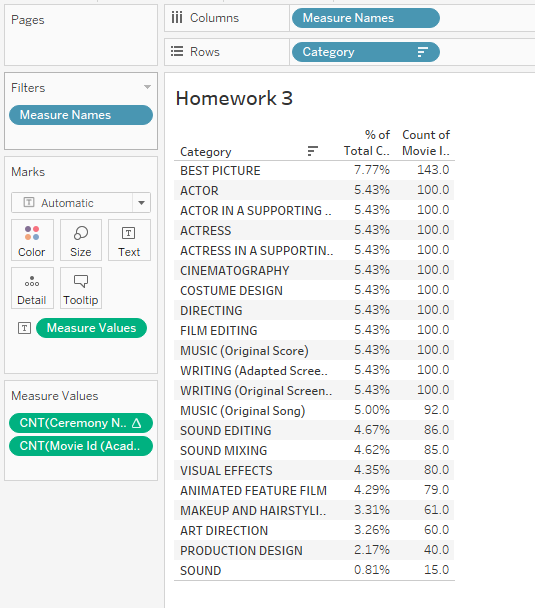 Pages
Columns Measure Names
Rows Category
Filters
Measure Names
Homework 3
Marks
Automatic
Color Size Text
Detail Tooltip
Measure Values
Measure Values
CNT(Ceremony N.. Δ
CNT(Movie Id (Acad..
% of Count of
Category Total C.. Movie I..
BEST PICTURE 7.77% 143.0
ACTOR 5.43% 100.0
ACTOR IN A SUPPORTING .. 5.43% 100.0
ACTRESS 5.43% 100.0
ACTRESS IN A SUPPORTIN.. 5.43% 100.0
CINEMATOGRAPHY 5.43% 100.0
COSTUME DESIGN 5.43% 100.0
DIRECTING 5.43% 100.0
FILM EDITING 5.43% 100.0
MUSIC (Original Score) 5.43% 100.0
WRITING (Adapted Scree.. 5.43% 100.0
WRITING (Original Screen.. 5.43% 100.0
MUSIC (Original Song) 5.00% 92.0
SOUND EDITING 4.67% 86.0
SOUND MIXING 4.62% 85.0
VISUAL EFFECTS 4.35% 80.0
ANIMATED FEATURE FILM 4.29% 79.0
MAKEUP AND HAIRSTYLI.. 3.31% 61.0
ART DIRECTION 3.26% 60.0
PRODUCTION DESIGN 2.17% 40.0
SOUND 0.81% 15.0